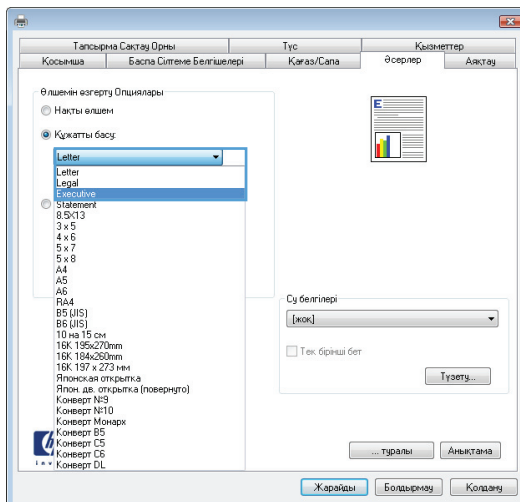 Тапсырма Сақтау Орны
Түс
Қызметтер
Қосымша
Баспа Сілтеме Белгішелері
Қағаз/Сапа
Әсерлер
Аяқтау
Өлшемін өзгерту Опциялары
Нақты өлшем
Құжатты басу:
Letter
Letter
Legal
Executive
Statement
8.5X13
3 x 5
4 x 6
5 x 7
5 x 8
A4
A5
A6
RA4
B5 (JIS)
B6 (JIS)
10 на 15 см
16K 195x270mm
16K 184x260mm
16K 197 x 273 мм
Японская открытка
Япон. дв. открытка (повернуто)
Конверт №9
Конверт №10
Конверт Монарх
Конверт B5
Конверт C5
Конверт C6
Конверт DL
E
Су белгілері
[жоқ]
Тек бірінші бет
Түзету...
... туралы
Анықтама
Жарайды
Болдырмау
Қолдану